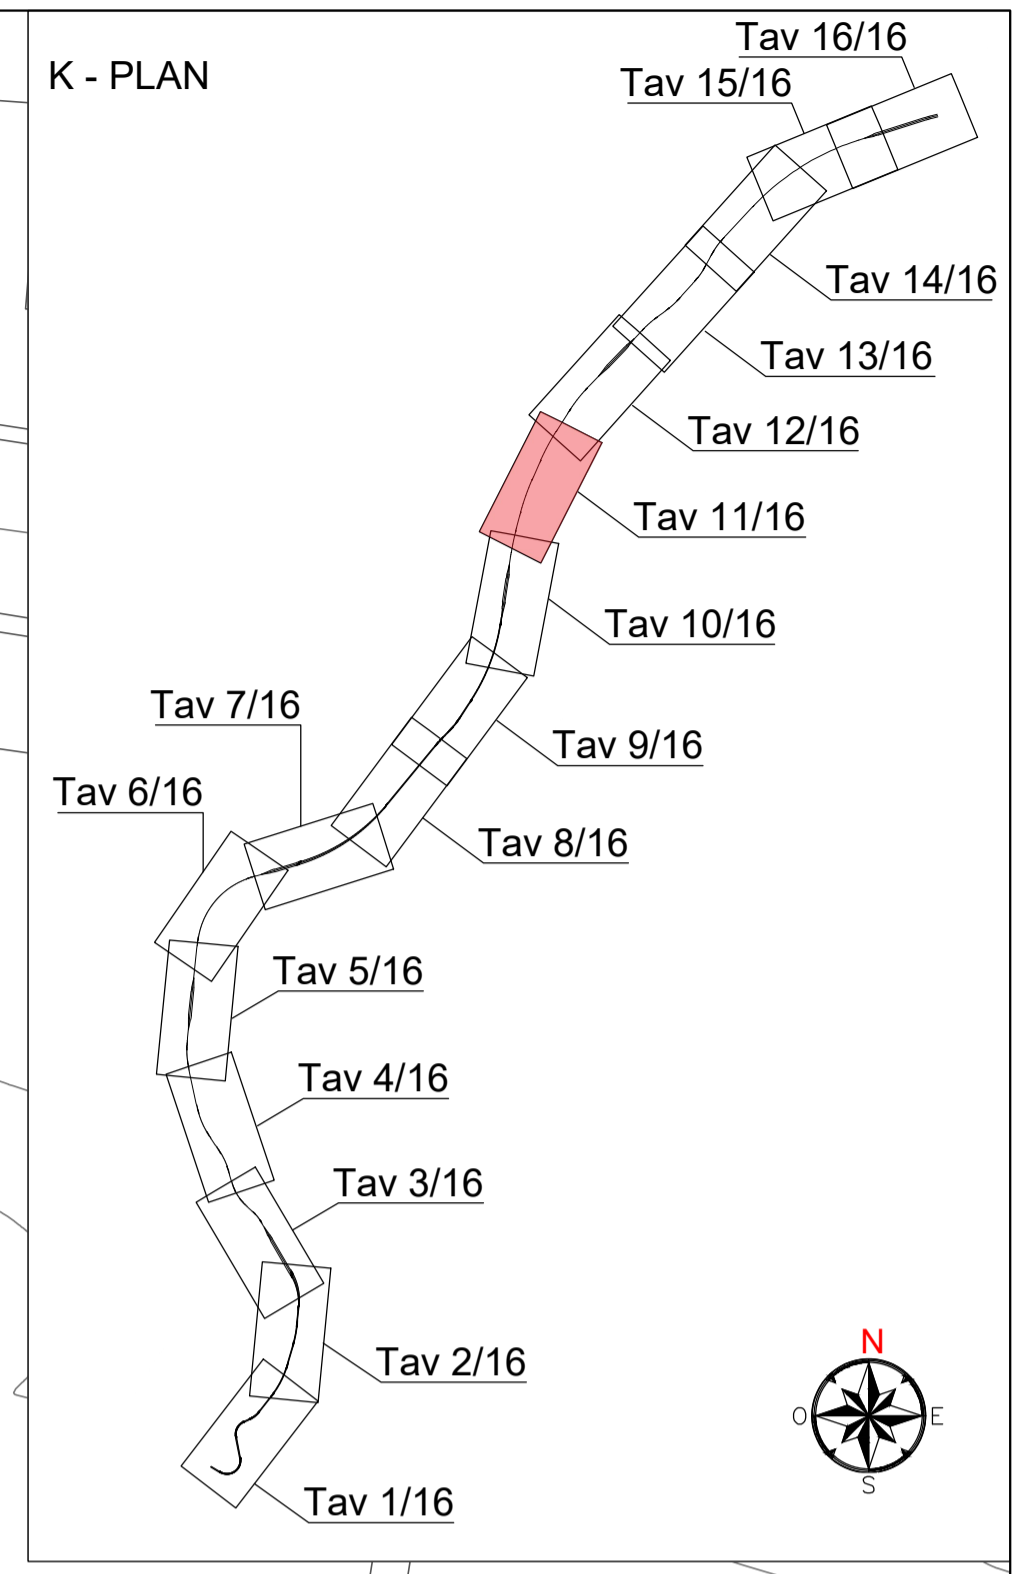 Tav 16/16
K - PLAN
Tav 15/16
Tav 14/16
Tav 13/16
Tav 12/16
Tav 11/16
Tav 10/16
Tav 7/16
Tav 9/16
Tav 6/16
Tav 8/16
Tav 5/16
Tav 4/16
Tav 3/16
N
Tav 2/16
O
E
S
Tav 1/16